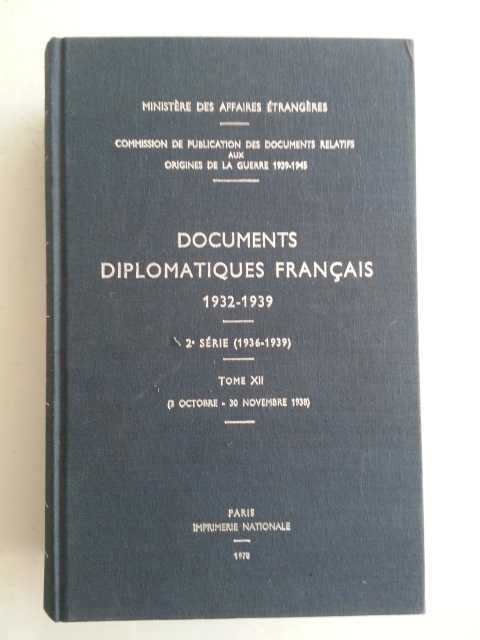 MINISTÈRE DES AFFAIRES ÉTRANGÈRES
COMMISSION DE PUBLICATION DES DOCUMENTS RELATIFS
AUX
ORIGINES DE LA GUERRE 1939-1945
DOCUMENTS
DIPLOMATIQUES FRANÇAIS
1932-1939
2e SÉRIE (1936-1939)
TOME XII
(3 OCTOBRE - 30 NOVEMBRE 1938)
PARIS
IMPRIMERIE NATIONALE
1978